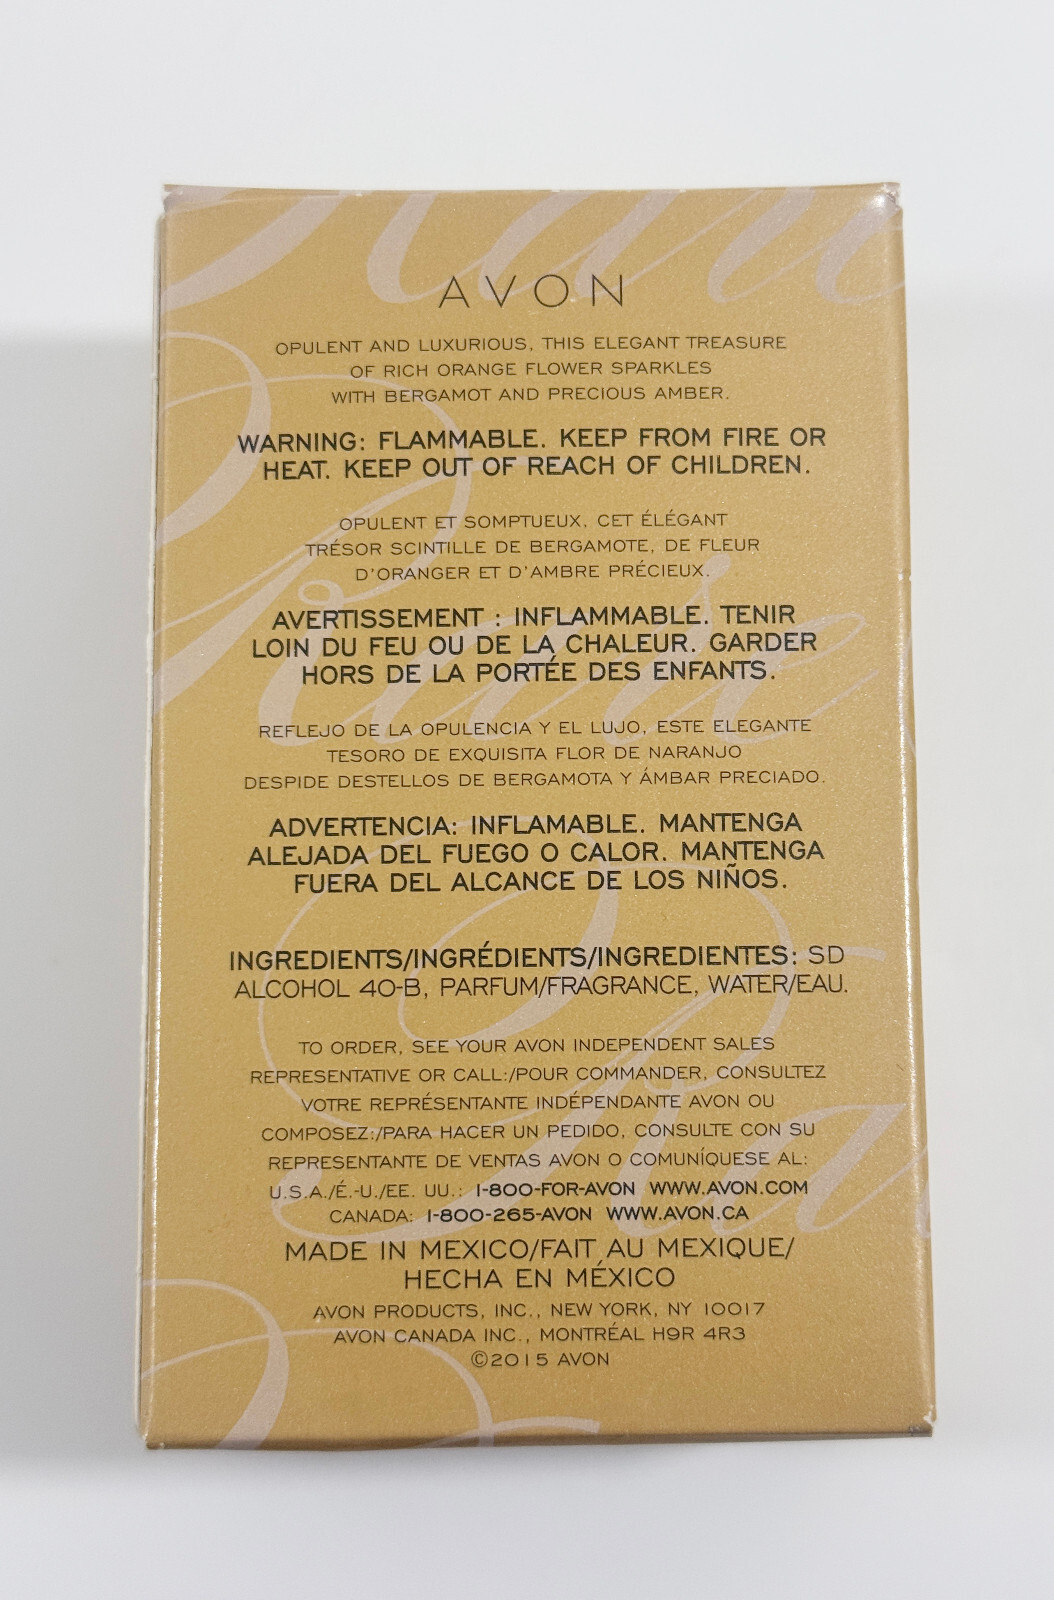 AVON
OPULENT AND LUXURIOUS, THIS ELEGANT TREASURE
OF RICH ORANGE FLOWER SPARKLES
WITH BERGAMOT AND PRECIOUS AMBER.
WARNING: FLAMMABLE. KEEP FROM FIRE OR
HEAT. KEEP OUT OF REACH OF CHILDREN.
OPULENT ET SOMPTUEUX, CET ÉLÉGANT
TRÉSOR SCINTILLE DE BERGAMOTE, DE FLEUR
D'ORANGER ET D'AMBRE PRÉCIEUX.
AVERTISSEMENT : INFLAMMABLE. TENIR
LOIN DU FEU OU DE LA CHALEUR. GARDER
HORS DE LA PORTÉE DES ENFANTS.
REFLEJO DE LA OPULENCIA Y EL LUJO, ESTE ELEGANTE
TESORO DE EXQUISITA FLOR DE NARANJO
DESPIDE DESTELLOS DE BERGAMOTA Y ÁMBAR PRECIADO.
ADVERTENCIA: INFLAMABLE. MANTENGA
ALEJADA DEL FUEGO O CALOR. MANTENGA
FUERA DEL ALCANCE DE LOS NIÑOS.
INGREDIENTS/INGRÉDIENTS/INGREDIENTES: SD
ALCOHOL 40-B, PARFUM/FRAGRANCE, WATER/EAU.
TO ORDER, SEE YOUR AVON INDEPENDENT SALES
REPRESENTATIVE OR CALL:/POUR COMMANDER, CONSULTEZ
VOTRE REPRÉSENTANTE INDÉPENDANTE AVON OU
COMPOSEZ:/PARA HACER UN PEDIDO, CONSULTE CON SU
REPRESENTANTE DE VENTAS AVON O COMUNÍQUESE AL:
U.S.A./É.-U./EE. UU.: 1-800-FOR-AVON WWW.AVON.COM
CANADA: 1-800-265-AVON WWW.AVON.CA
MADE IN MEXICO/FAIT AU MEXIQUE/
HECHA EN MÉXICO
AVON PRODUCTS, INC., NEW YORK, NY 10017
AVON CANADA INC., MONTRÉAL H9R 4R3
©2015 AVON